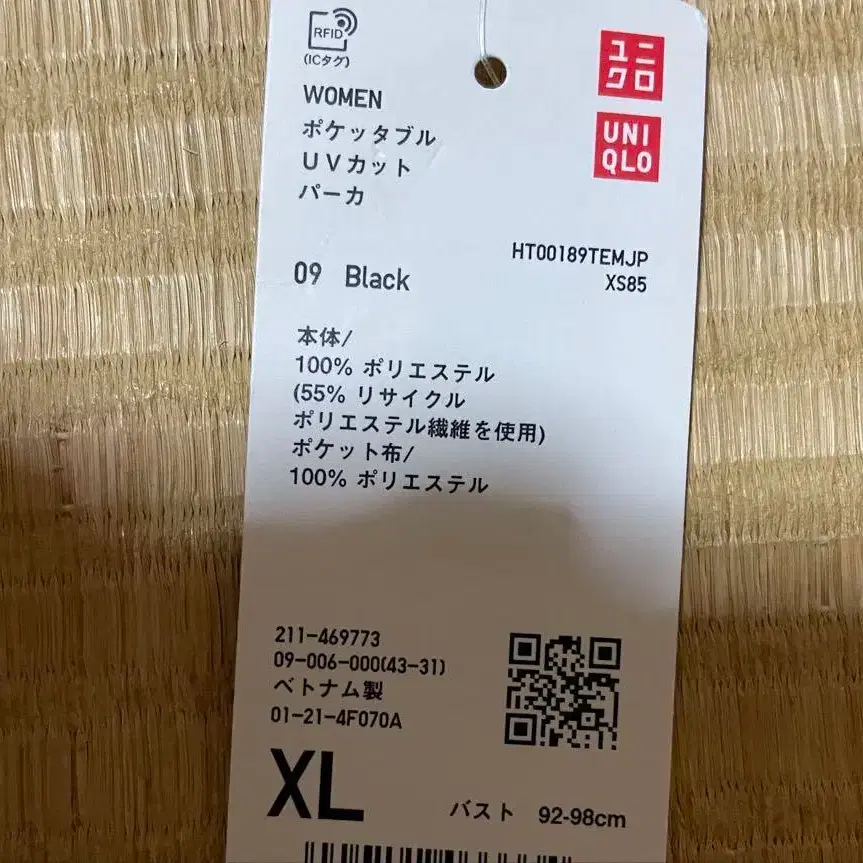 RFID
(ICタグ)
ユニ
クロ
UNI
QLO
WOMEN
ポケッタブル
UVカット
パーカ
HT00189TEMJP
XS85
09 Black
本体/
100% ポリエステル
(55% リサイクル
ポリエステル繊維を使用)
ポケット布/
100% ポリエステル
211-469773
09-006-000(43-31)
ベトナム製
01-21-4F070A
XL
バスト 92-98cm